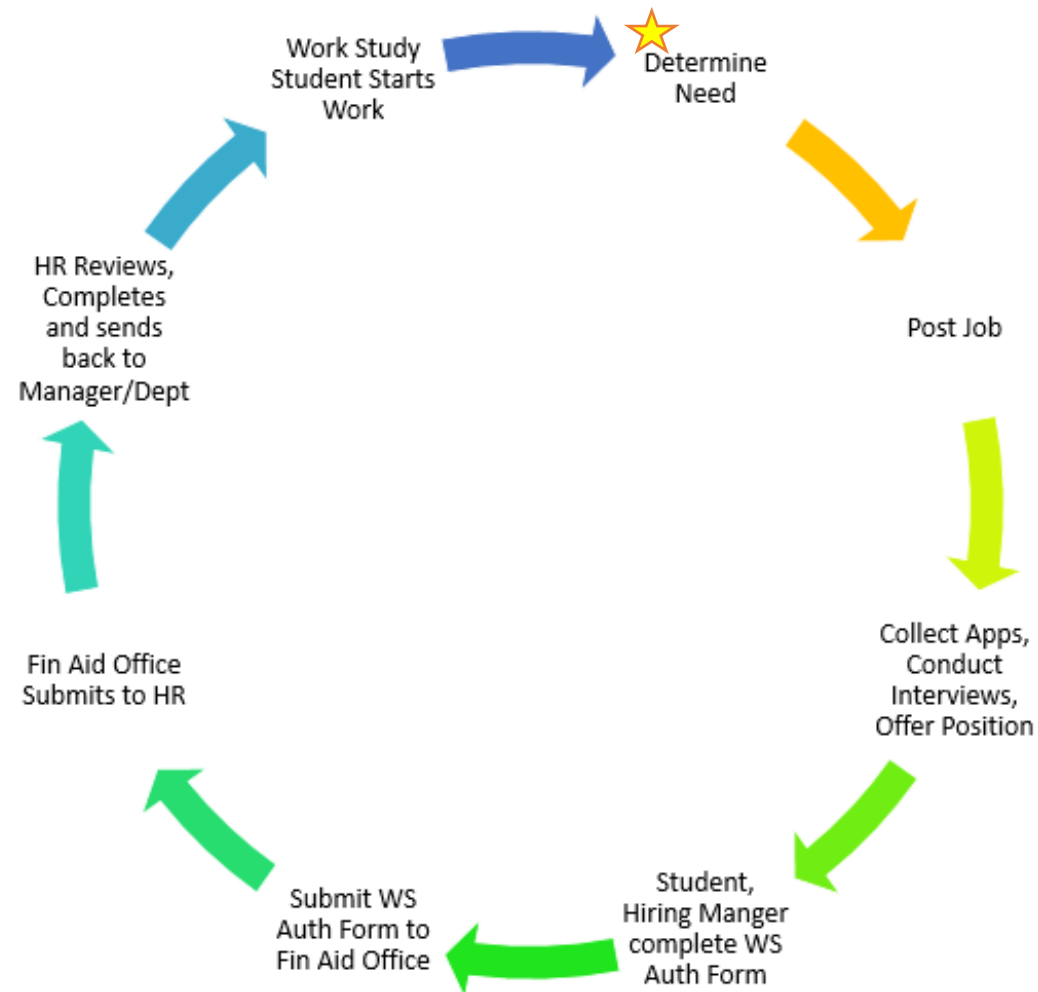 Determine
Need
Post Job
Collect Apps,
Conduct
Interviews,
Offer Position
Student,
Hiring Manger
complete WS
Auth Form
Submit WS
Auth Form to
Fin Aid Office
Fin Aid Office
Submits to HR
HR Reviews,
Completes
and sends
back to
Manager/Dept
Work Study
Student Starts
Work